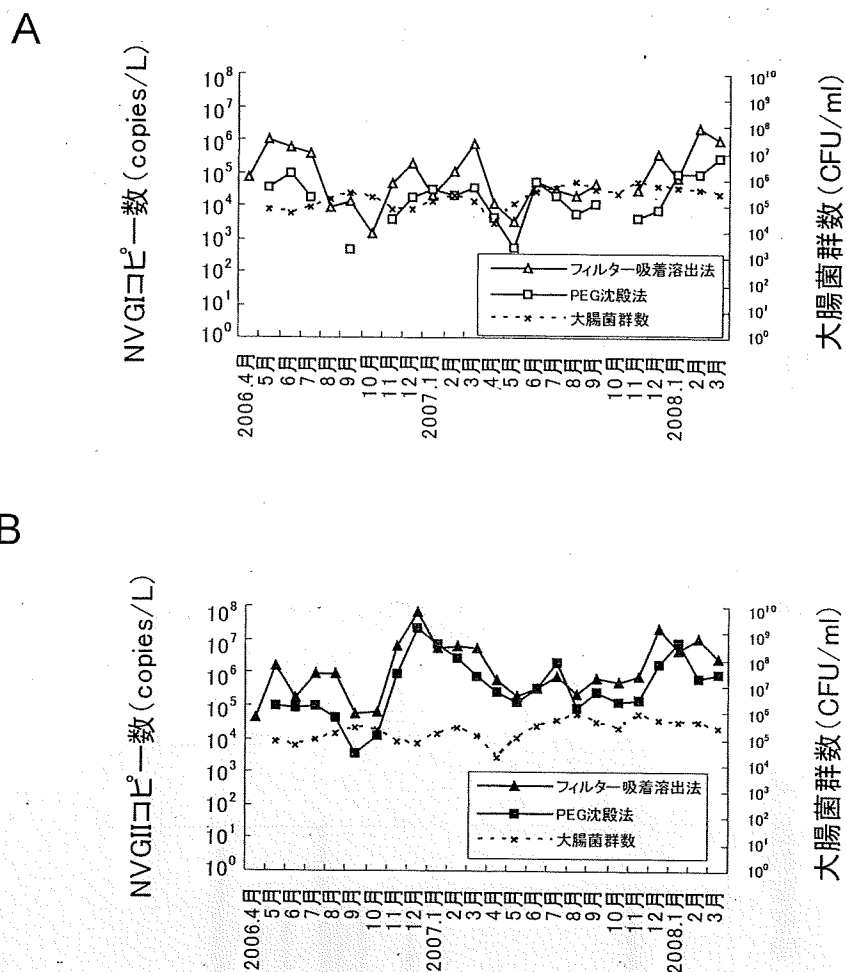 A
NVGIコピー数(copies/L)
10⁸
10⁷
10⁶
10⁵
10⁴
10³
10²
10¹
10⁰
10¹⁰
10⁹
10⁸
10⁷
10⁶
10⁵
10⁴
10³
10²
10¹
10⁰
大腸菌群数(CFU/ml)
フィルター吸着溶出法
PEG沈殿法
大腸菌群数
2006.4月
5月
6月
7月
8月
9月
10月
11月
12月
2007.1月
2月
3月
4月
5月
6月
7月
8月
9月
10月
11月
12月
2008.1月
2月
3月
B
NVGIIコピー数(copies/L)
10⁸
10⁷
10⁶
10⁵
10⁴
10³
10²
10¹
10⁰
10¹⁰
10⁹
10⁸
10⁷
10⁶
10⁵
10⁴
10³
10²
10¹
10⁰
大腸菌群数(CFU/ml)
フィルター吸着溶出法
PEG沈殿法
大腸菌群数
2006.4月
5月
6月
7月
8月
9月
10月
11月
12月
2007.1月
2月
3月
4月
5月
6月
7月
8月
9月
10月
11月
12月
2008.1月
2月
3月